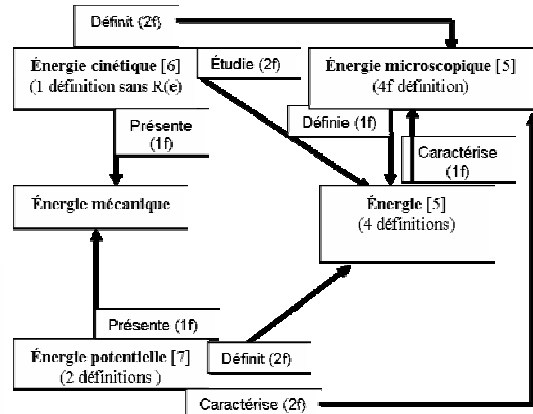 Définit (2f)
Énergie cinétique [6]
(1 définition sans R(e)
Étudie (2f)
Énergie microscopique [5]
(4f définition)
Présente
(1f)
Définie (1f)
Caractérise
(1f)
Énergie mécanique
Énergie [5]
(4 définitions)
Présente (1f)
Énergie potentielle [7]
(2 définitions )
Définit (2f)
Caractérise (2f)